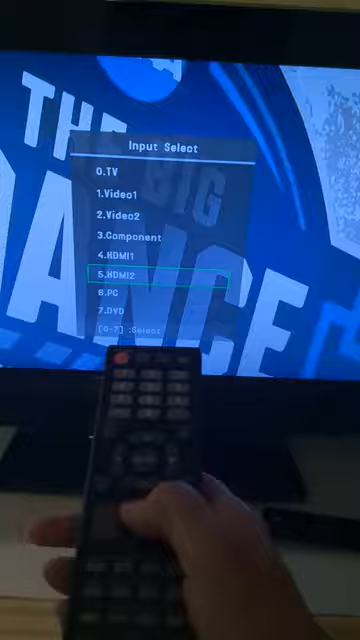 THE BIG
DANCE
Input Select
0.TV
1.Video1
2.Video2
3.Component
4.HDMI1
5.HDMI2
6.PC
7.DVD
[0-7] :Select